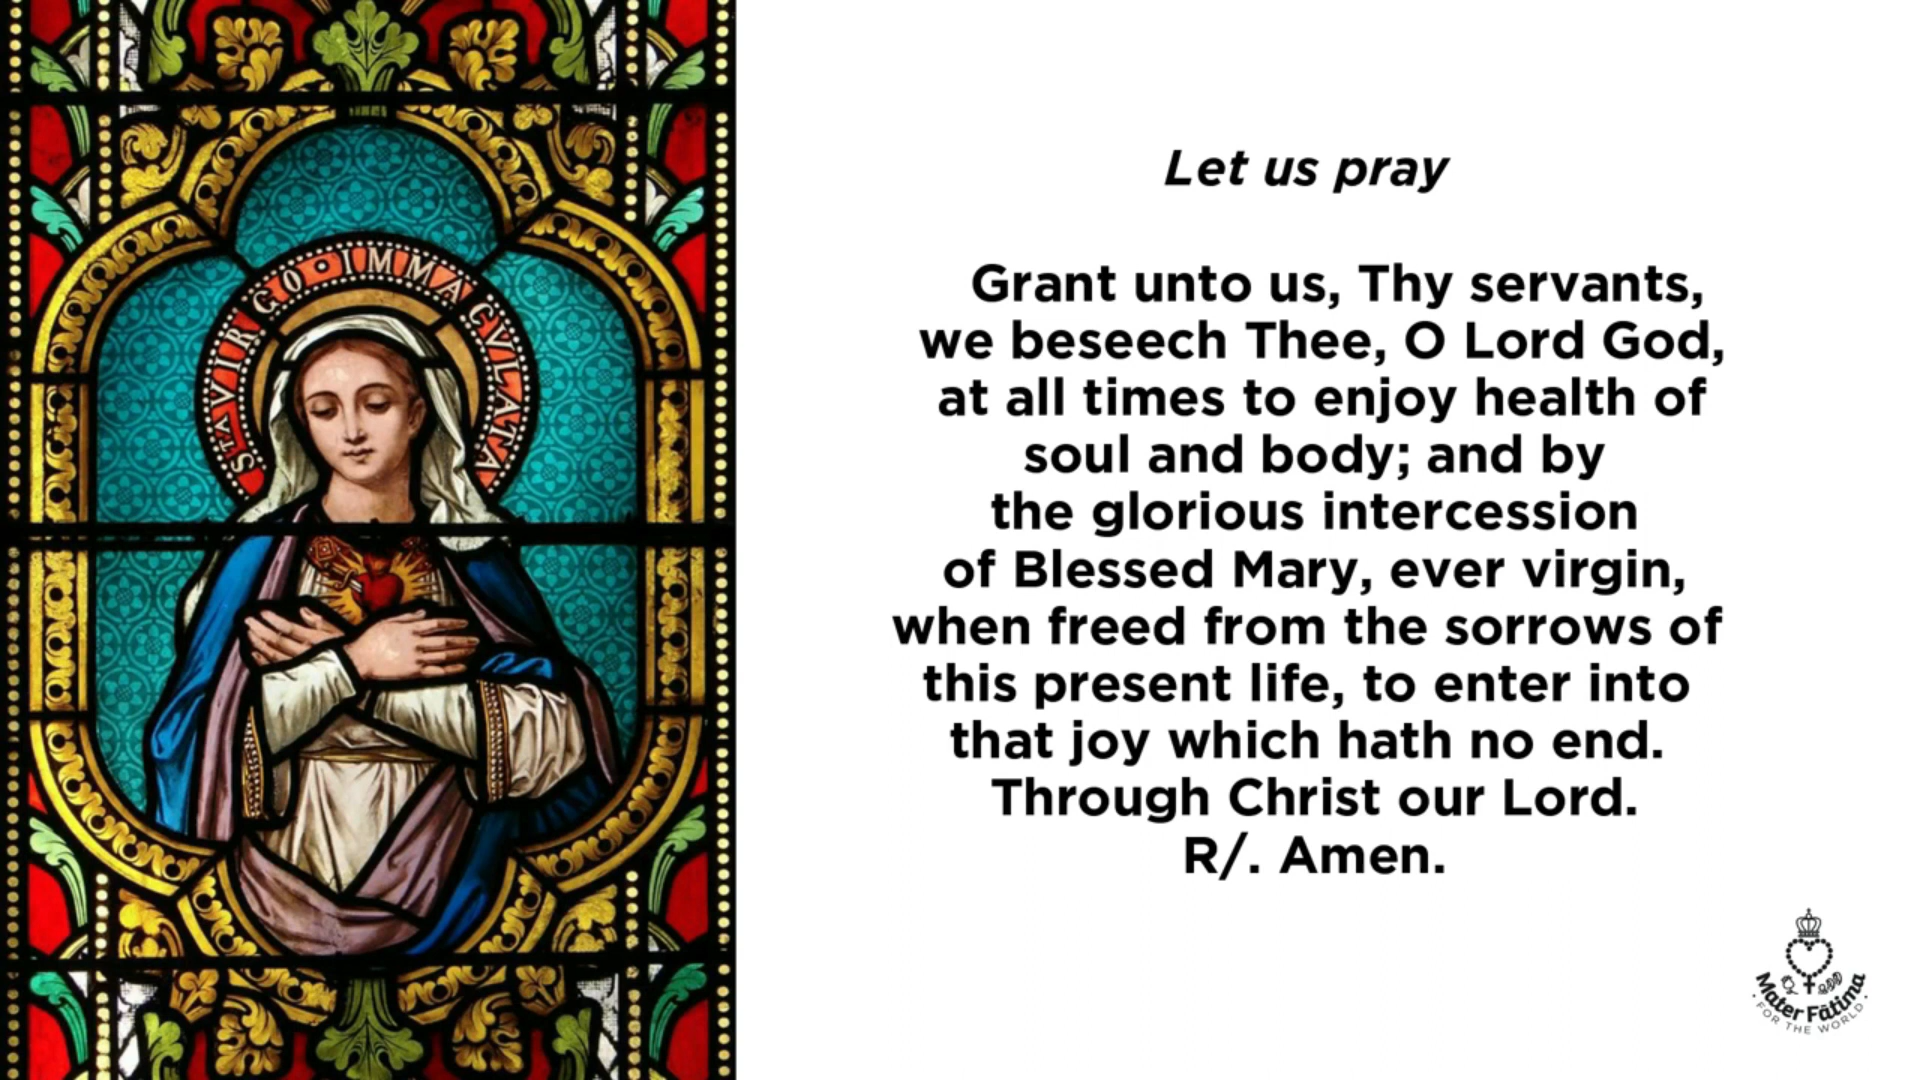 STA VIRGO · IMMACVLATA
Let us pray
Grant unto us, Thy servants,
we beseech Thee, O Lord God,
at all times to enjoy health of
soul and body; and by
the glorious intercession
of Blessed Mary, ever virgin,
when freed from the sorrows of
this present life, to enter into
that joy which hath no end.
Through Christ our Lord.
R/. Amen.
Mater Fátima
· FOR THE WORLD ·